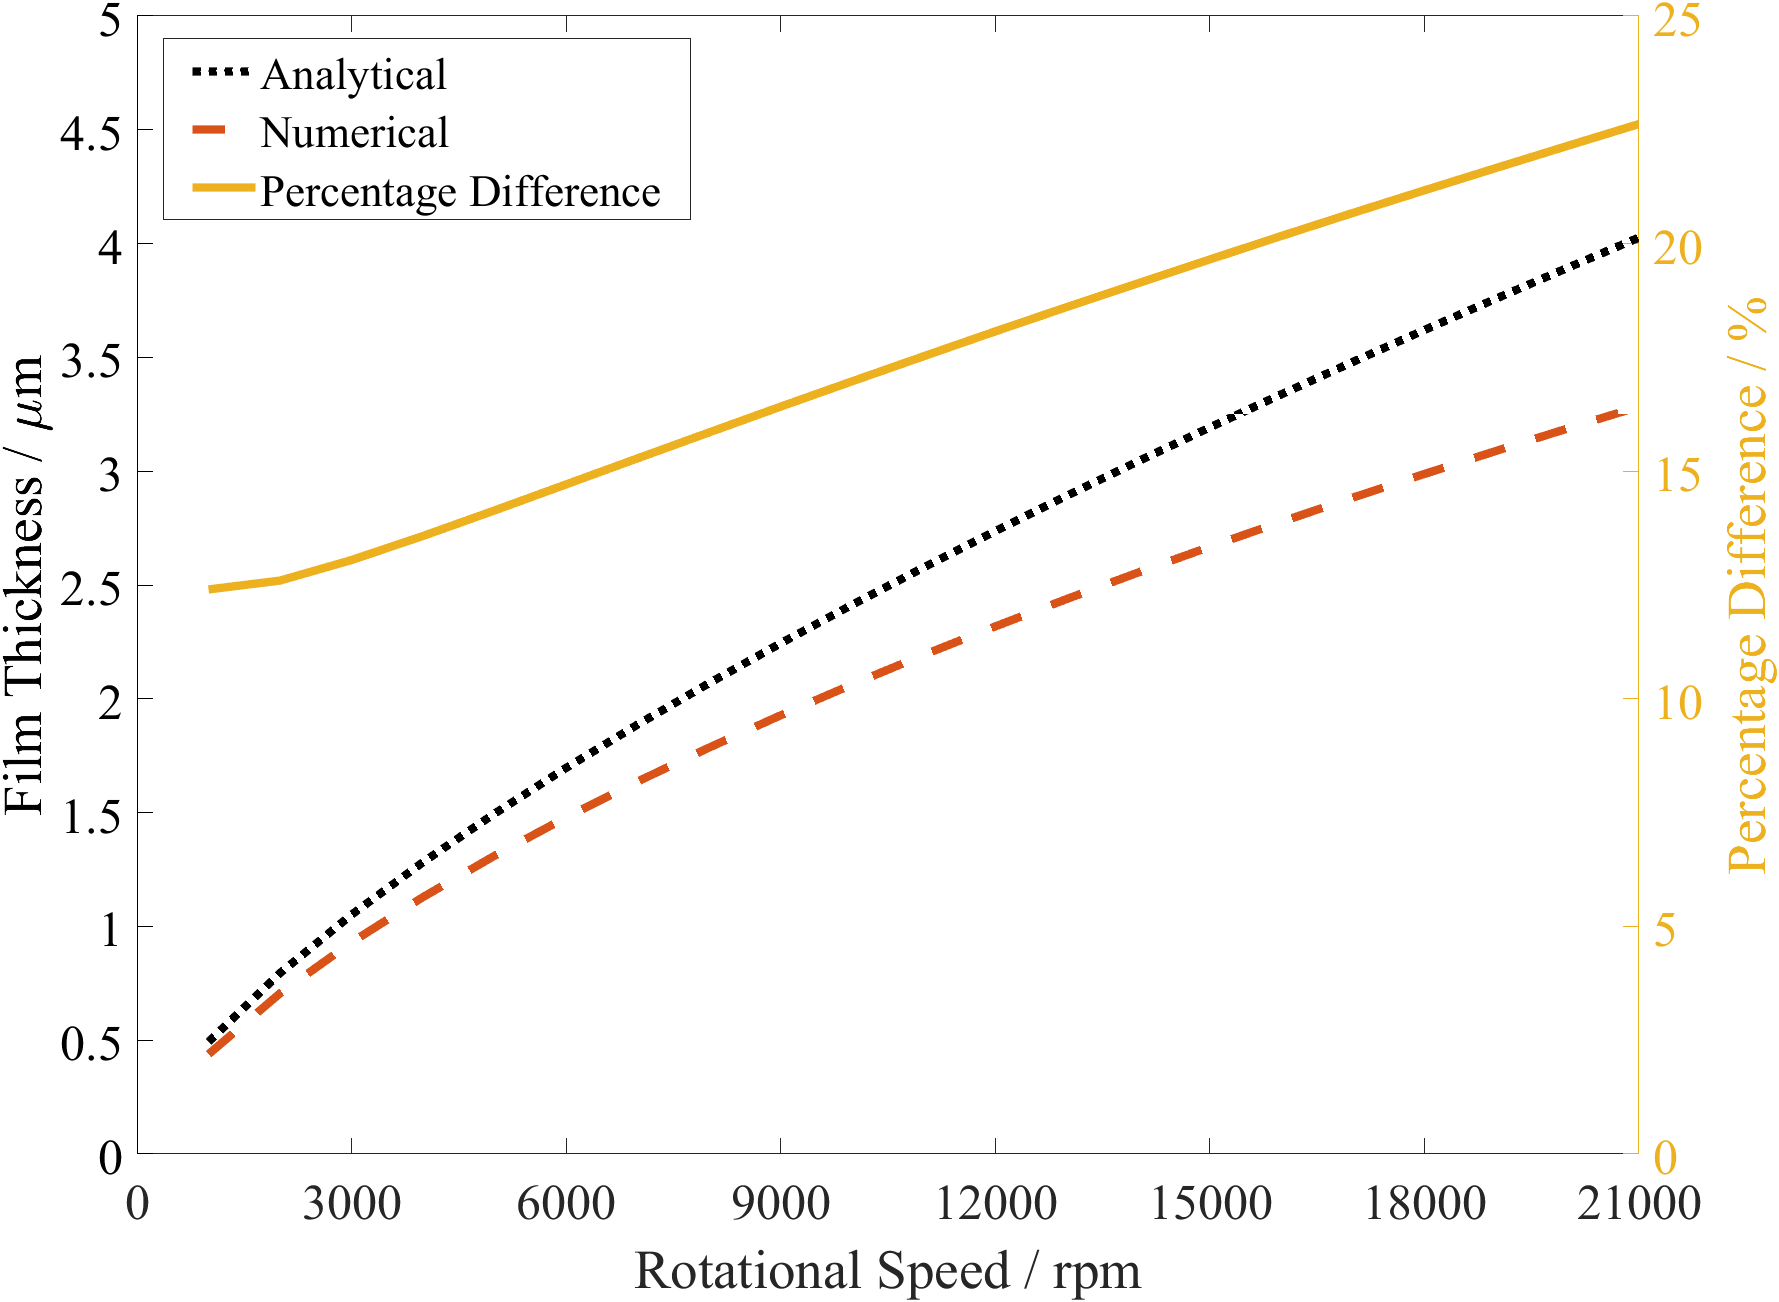 Analytical
Numerical
Percentage Difference
5
4.5
4
3.5
3
2.5
2
1.5
1
0.5
0
Film Thickness / μm
25
20
15
10
5
0
Percentage Difference / %
0 3000 6000 9000 12000 15000 18000 21000
Rotational Speed / rpm